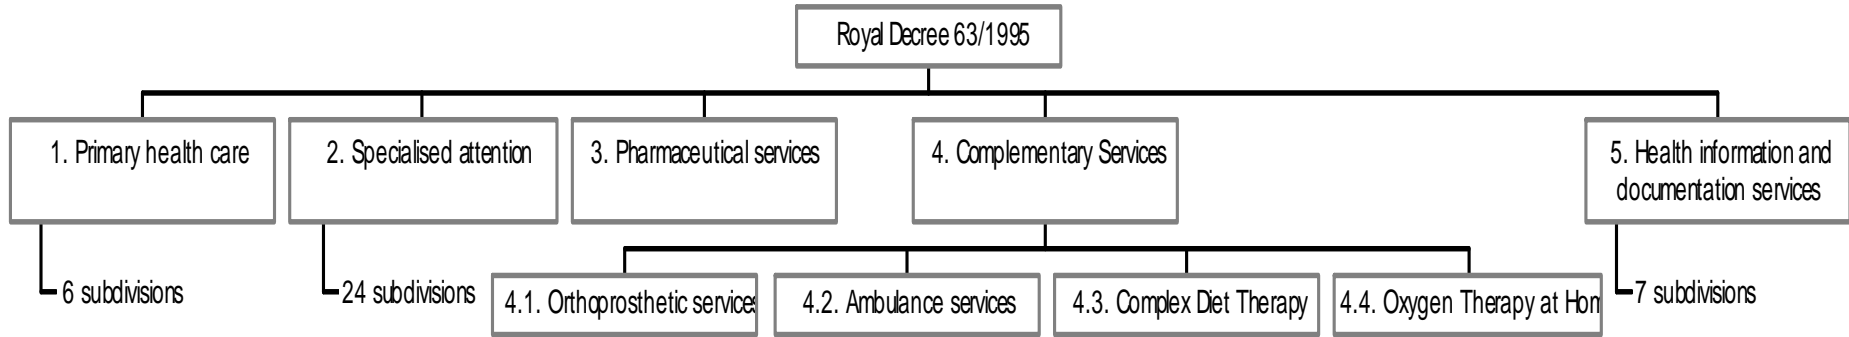 Royal Decree 63/1995
1. Primary health care
2. Specialised attention
3. Pharmaceutical services
4. Complementary Services
5. Health information and
documentation services
6 subdivisions
24 subdivisions
4.1. Orthoprosthetic services
4.2. Ambulance services
4.3. Complex Diet Therapy
4.4. Oxygen Therapy at Hom
7 subdivisions